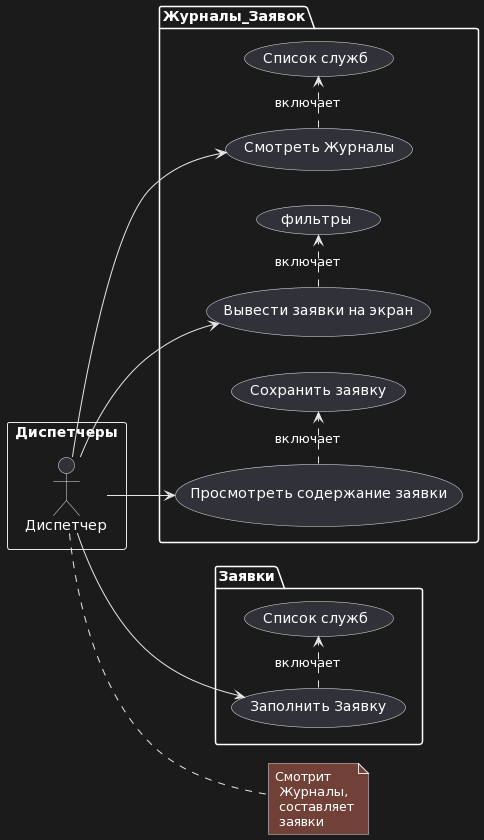 Журналы_Заявок
Список служб
включает
Смотреть Журналы
фильтры
включает
Вывести заявки на экран
Сохранить заявку
включает
Просмотреть содержание заявки
Диспетчеры
Диспетчер
Заявки
Список служб
включает
Заполнить Заявку
Смотрит
Журналы,
составляет
заявки